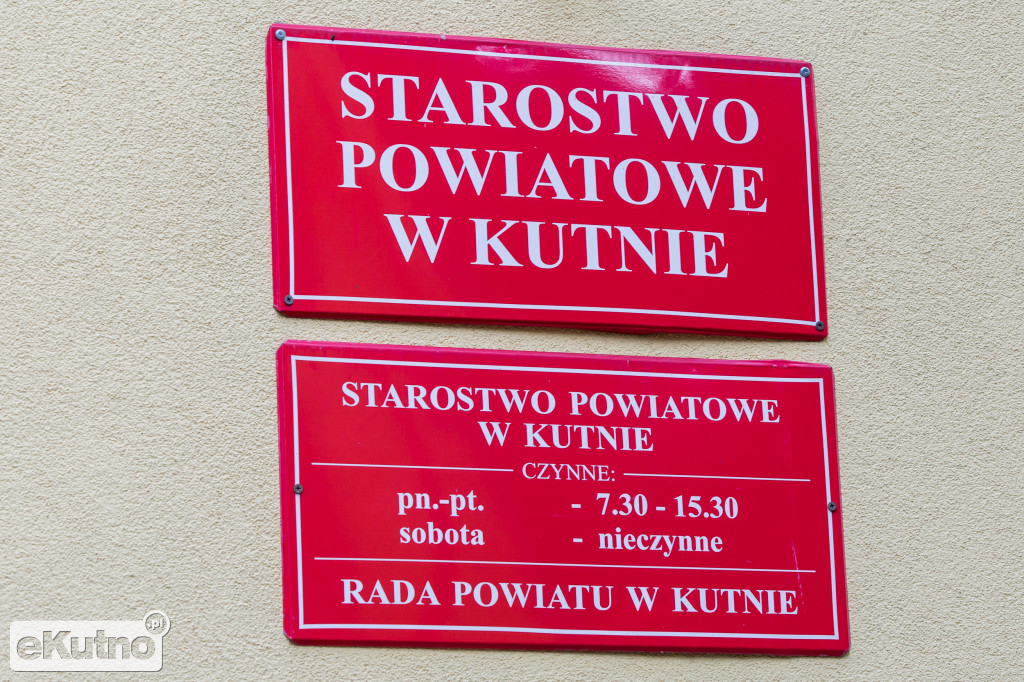 STAROSTWO
POWIATOWE
W KUTNIE
STAROSTWO POWIATOWE
W KUTNIE
CZYNNE:
pn.-pt. - 7.30 - 15.30
sobota - nieczynne
RADA POWIATU W KUTNIE
eKutno.pl